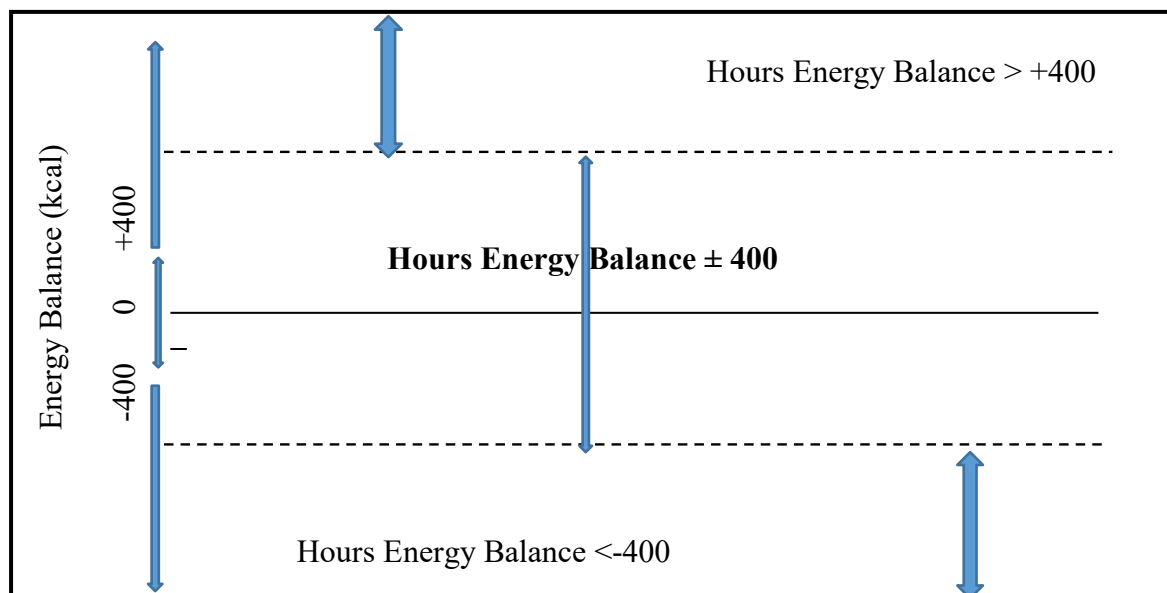 Hours Energy Balance > +400
Energy Balance (kcal)
+400
Hours Energy Balance ± 400
0
-400
Hours Energy Balance <-400